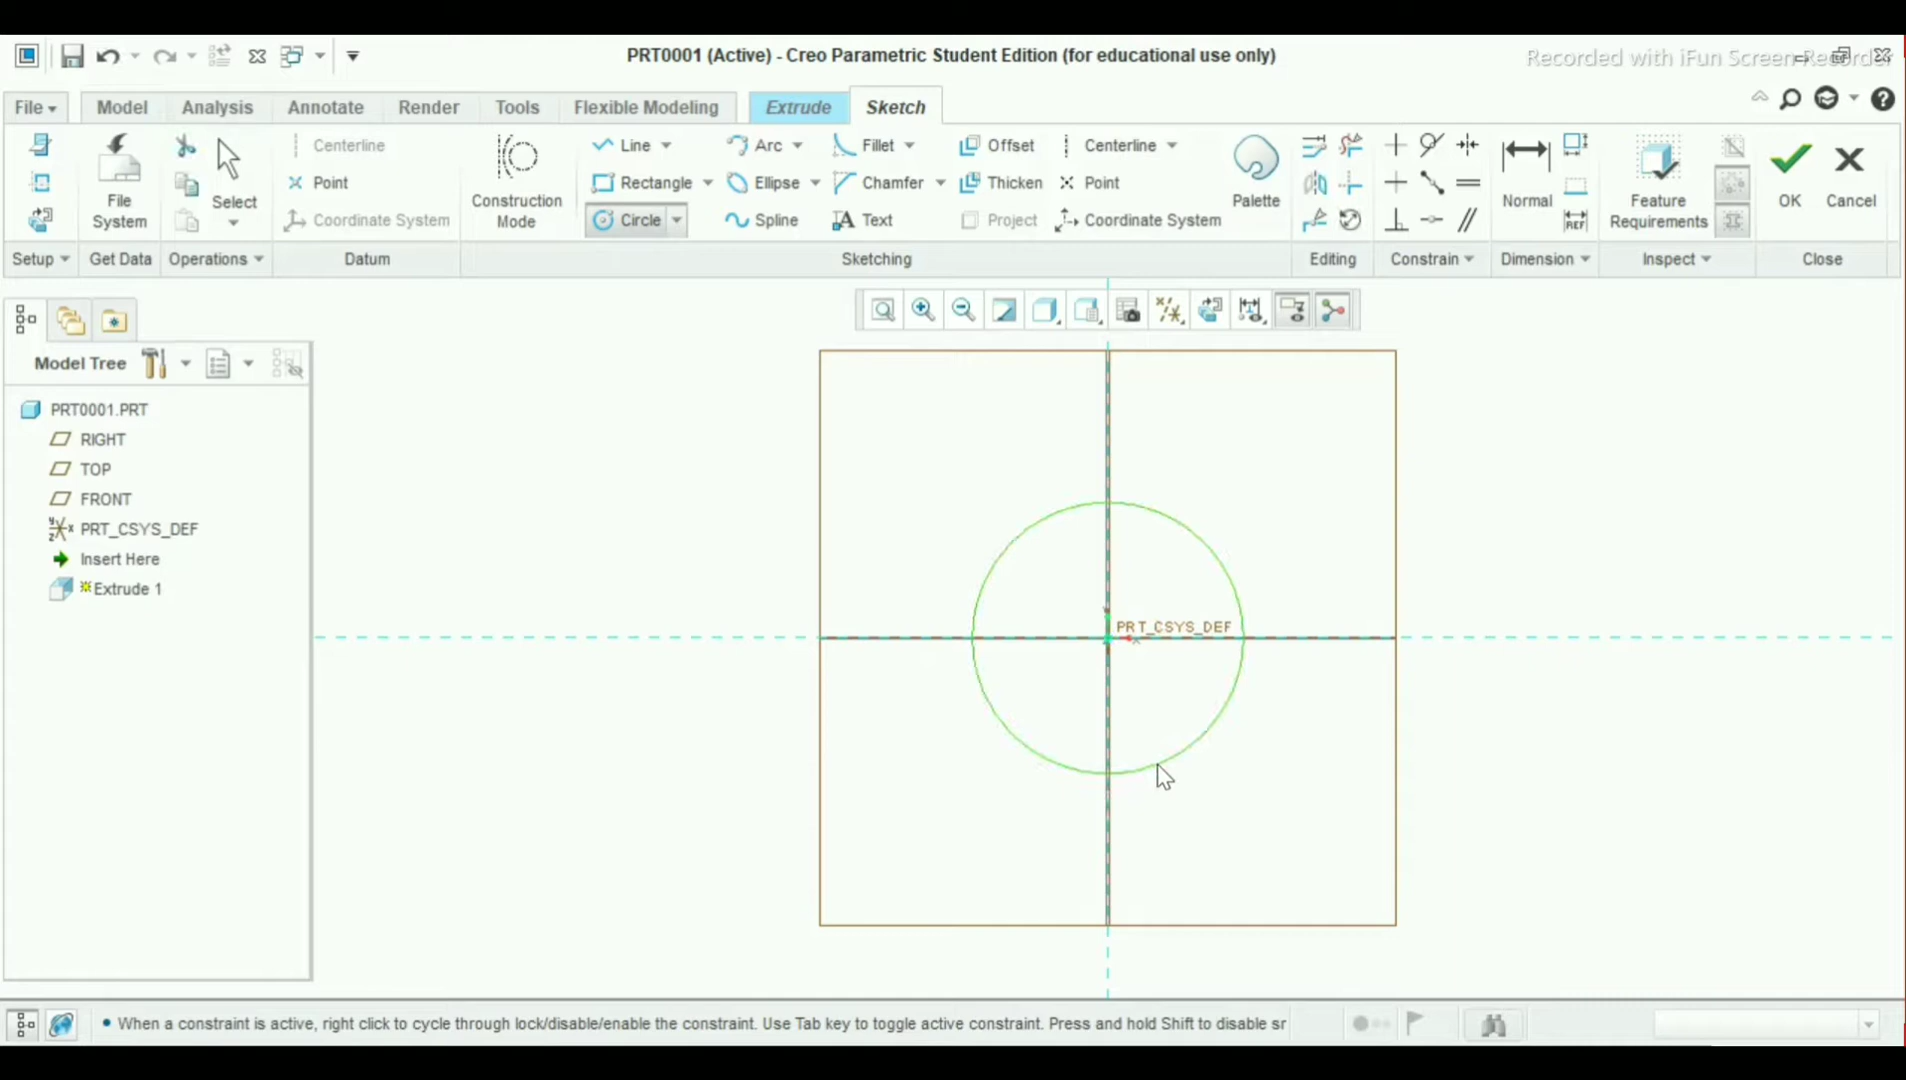 PRT0001 (Active) - Creo Parametric Student Edition (for educational use only)
Recorded with iFun Screen Recorder
File Model Analysis Annotate Render Tools Flexible Modeling Extrude Sketch
Centerline Line Arc Fillet Offset Centerline
Point Rectangle Ellipse Chamfer Thicken Point
Coordinate System Circle Spline Text Project Coordinate System
File System
Select
Construction Mode
Palette
Normal
REF
Feature Requirements
OK
Cancel
Setup Get Data Operations Datum Sketching Editing Constrain Dimension Inspect Close
Model Tree
PRT0001.PRT
RIGHT
TOP
FRONT
PRT_CSYS_DEF
Insert Here
Extrude 1
PRT_CSYS_DEF
x
• When a constraint is active, right click to cycle through lock/disable/enable the constraint. Use Tab key to toggle active constraint. Press and hold Shift to disable sr